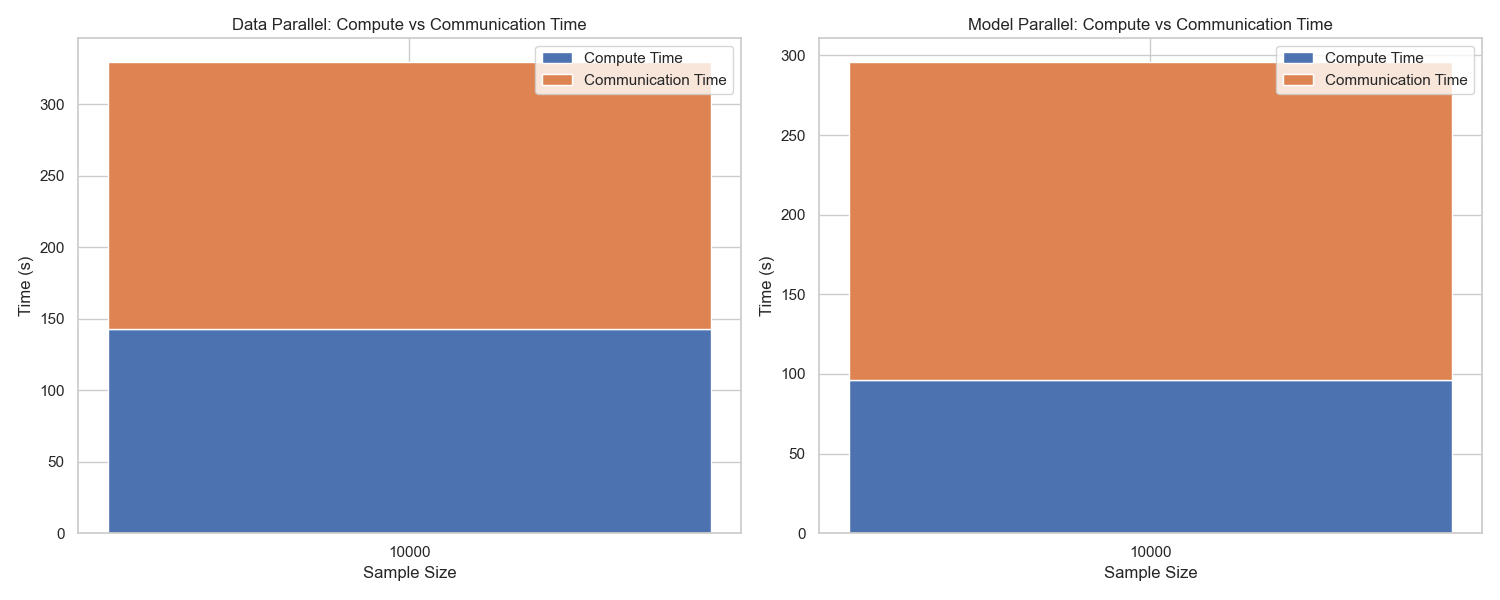 Data Parallel: Compute vs Communication Time
Compute Time
Communication Time
300
250
200
150
100
50
0
Time (s)
10000
Sample Size
Model Parallel: Compute vs Communication Time
Compute Time
Communication Time
300
250
200
150
100
50
0
Time (s)
10000
Sample Size